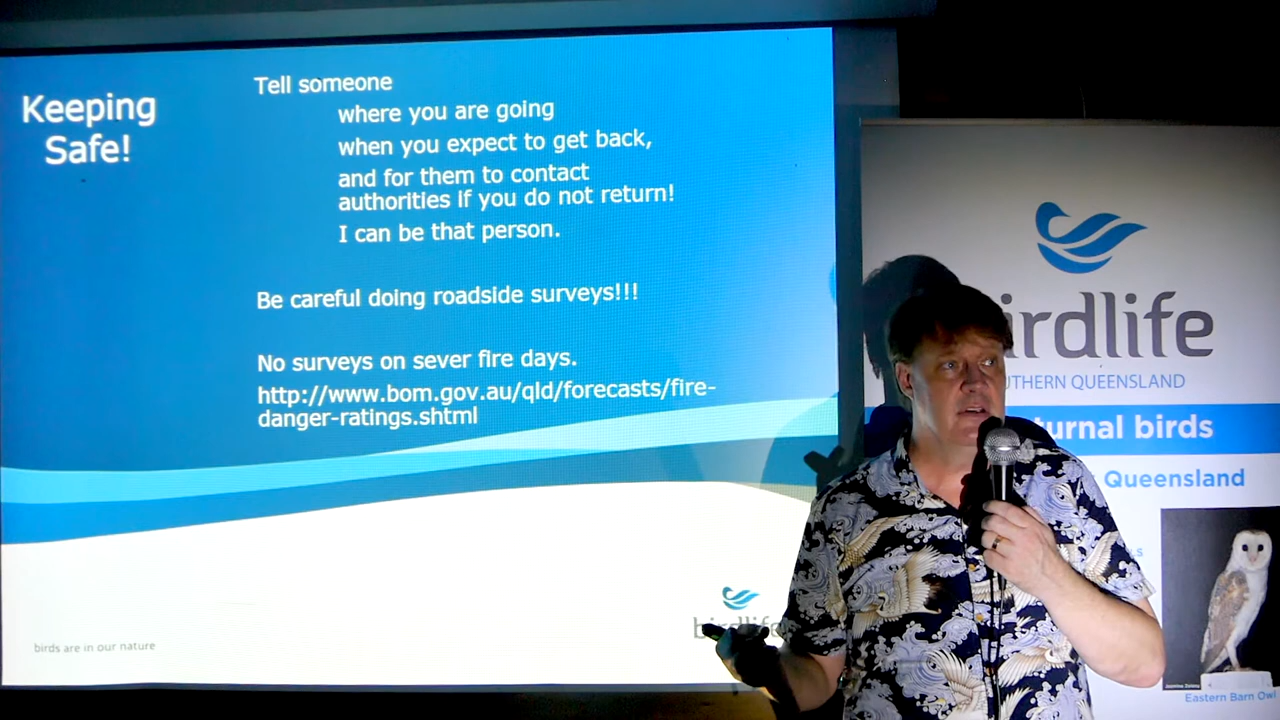 Keeping
Safe!
Tell someone
where you are going
when you expect to get back,
and for them to contact
authorities if you do not return!
I can be that person.
Be careful doing roadside surveys!!!
No surveys on sever fire days.
http://www.bom.gov.au/qld/forecasts/fire-
danger-ratings.shtml
birdlife
birds are in our nature
irdlife
UTHERN QUEENSLAND
turnal birds
Queensland
Eastern Barn Owl